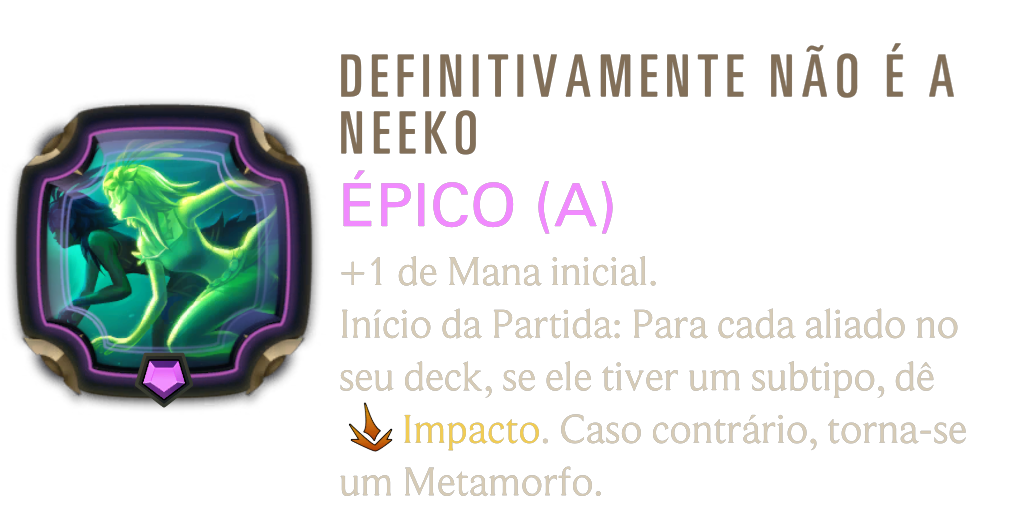 DEFINITIVAMENTE NÃO É A
NEEKO
ÉPICO (A)
+1 de Mana inicial.
Início da Partida: Para cada aliado no
seu deck, se ele tiver um subtipo, dê
Impacto. Caso contrário, torna-se
um Metamorfo.